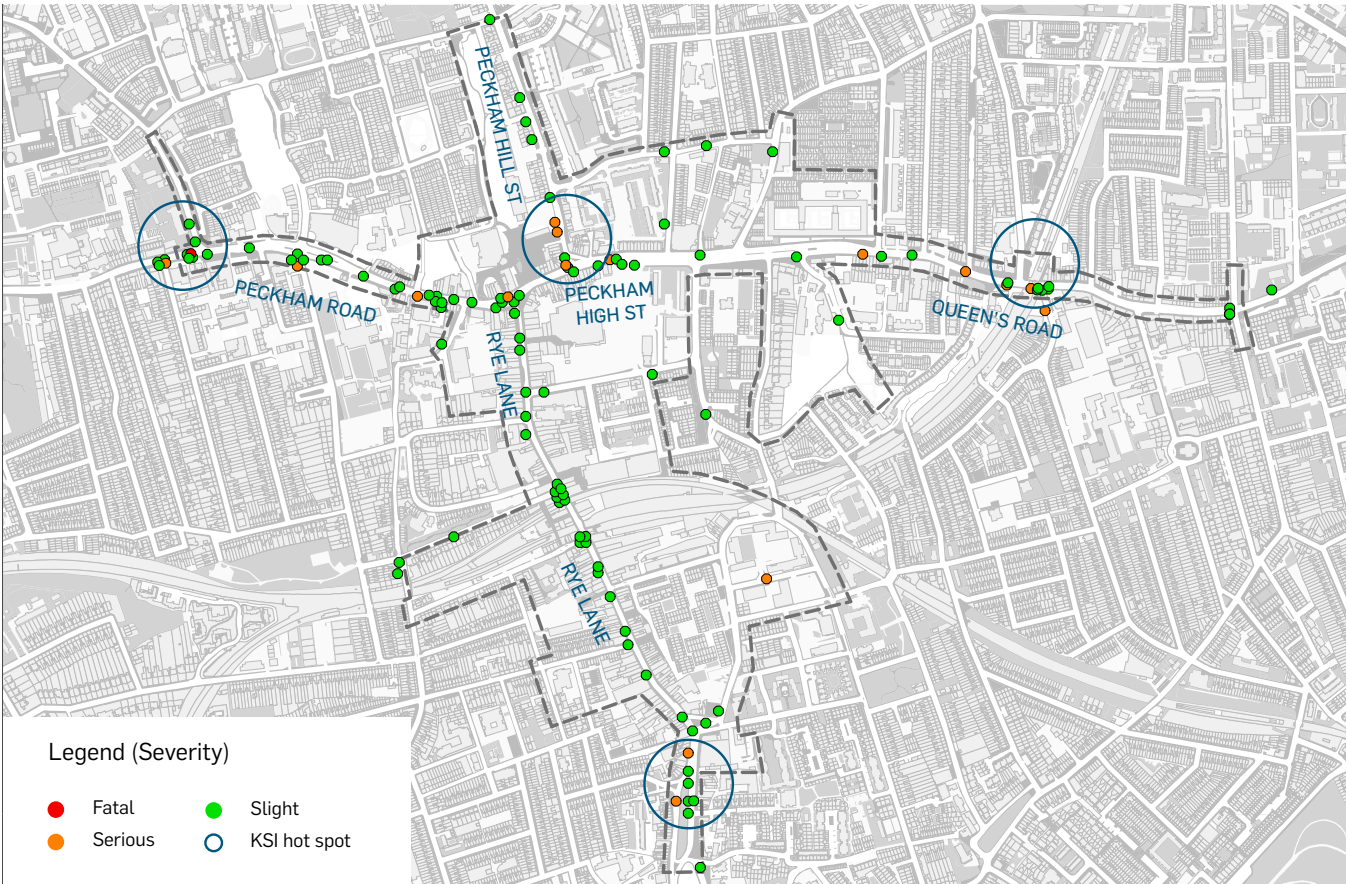 PECKHAM HILL ST
PECKHAM ROAD
PECKHAM
HIGH ST
QUEEN'S ROAD
RYE LANE
RYE LANE
Legend (Severity)
Fatal
Slight
Serious
KSI hot spot